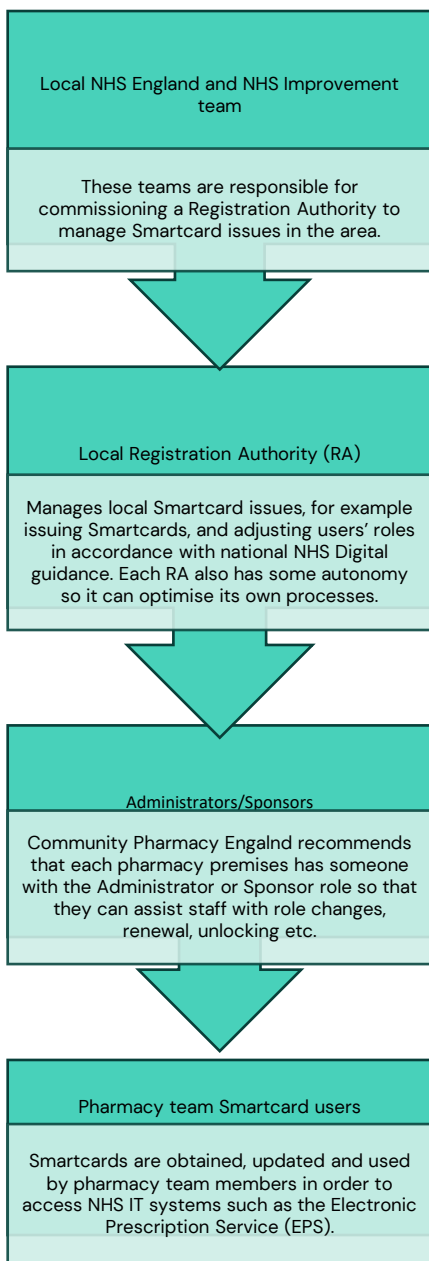 Local NHS England and NHS Improvement
team
These teams are responsible for
commissioning a Registration Authority to
manage Smartcard issues in the area.
Local Registration Authority (RA)
Manages local Smartcard issues, for example
issuing Smartcards, and adjusting users’ roles
in accordance with national NHS Digital
guidance. Each RA also has some autonomy
so it can optimise its own processes.
Administrators/Sponsors
Community Pharmacy Engalnd recommends
that each pharmacy premises has someone
with the Administrator or Sponsor role so that
they can assist staff with role changes,
renewal, unlocking etc.
Pharmacy team Smartcard users
Smartcards are obtained, updated and used
by pharmacy team members in order to
access NHS IT systems such as the Electronic
Prescription Service (EPS).